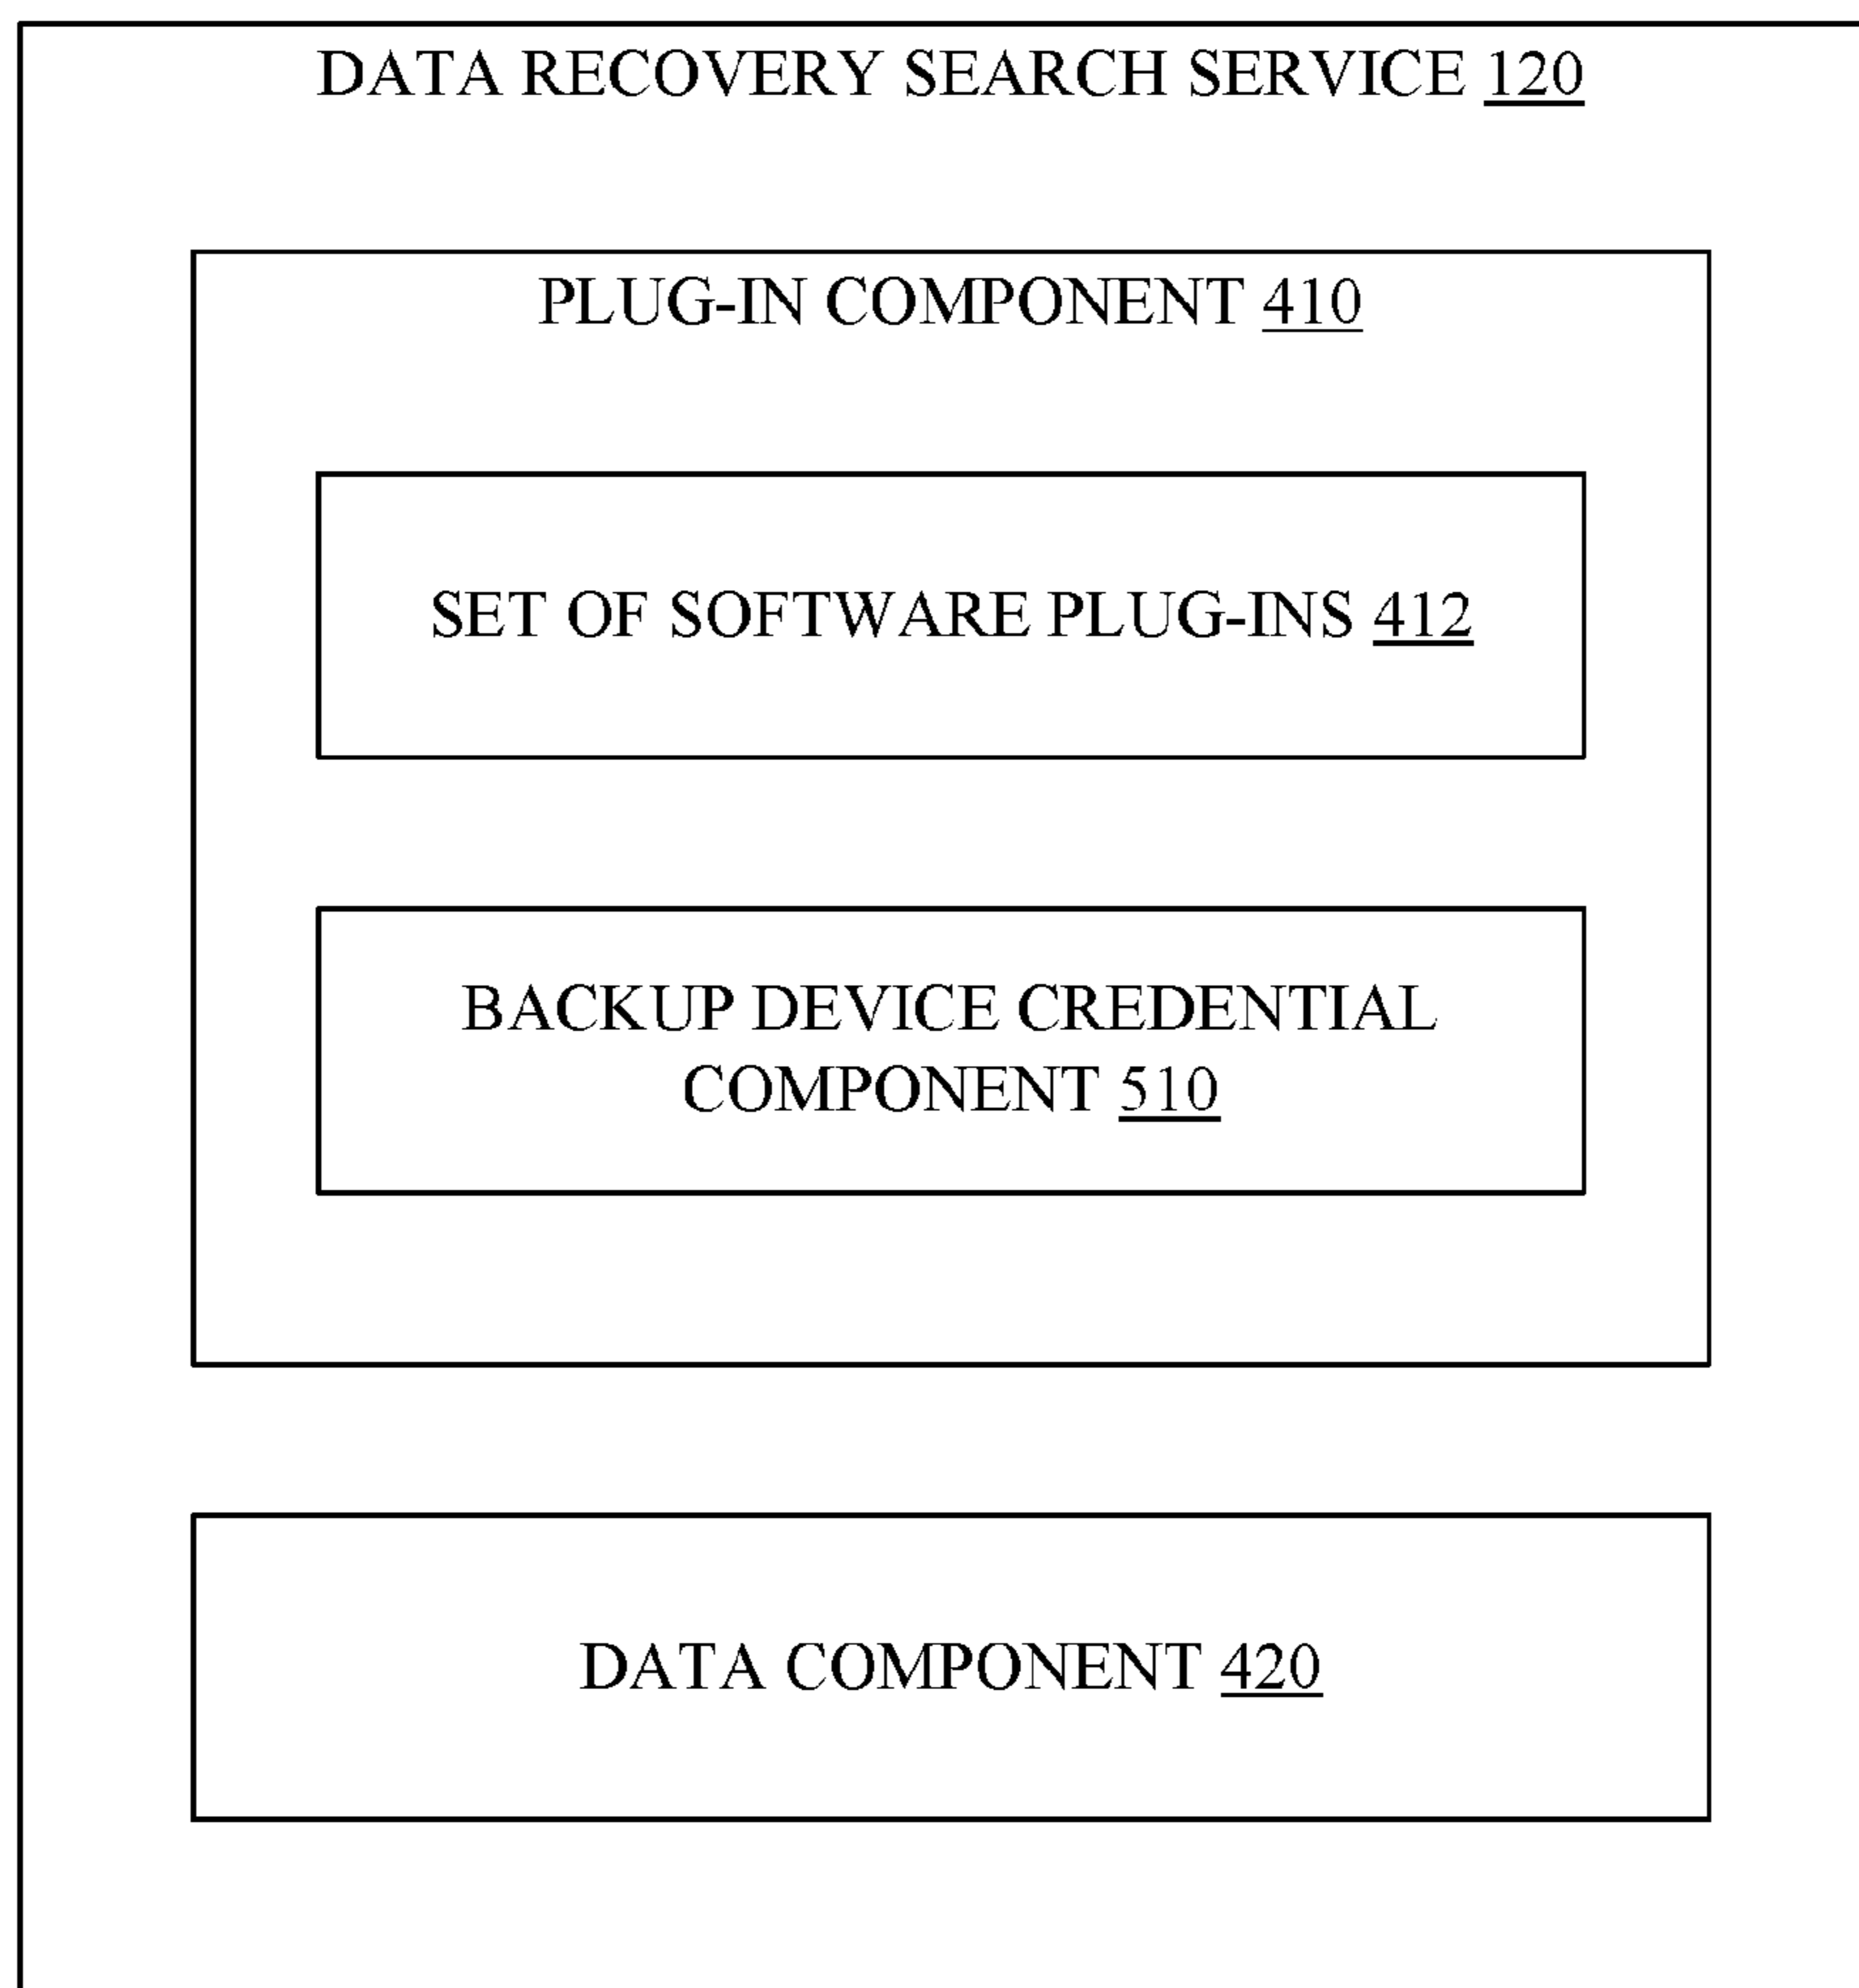 DATA RECOVERY SEARCH SERVICE 120
PLUG-IN COMPONENT 410
SET OF SOFTWARE PLUG-INS 412
BACKUP DEVICE CREDENTIAL
COMPONENT 510
DATA COMPONENT 420